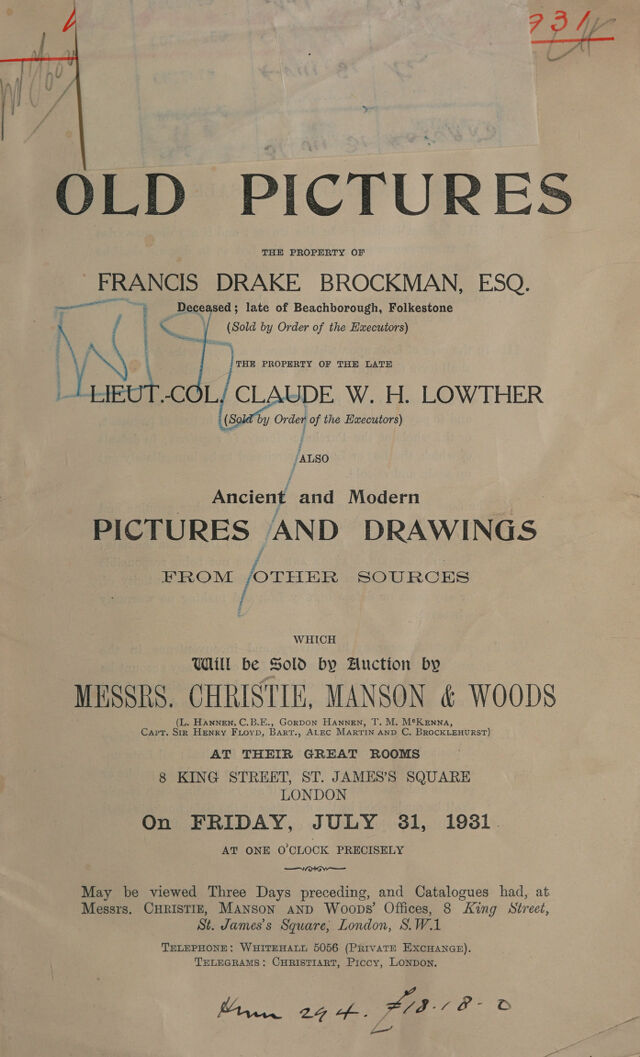 931
OLD PICTURES
THE PROPERTY OF
FRANCIS DRAKE BROCKMAN, ESQ.
Deceased; late of Beachborough, Folkestone
(Sold by Order of the Executors)
THE PROPERTY OF THE LATE
LIEUT.-COL. CLAUDE W. H. LOWTHER
(Sold by Order of the Executors)
ALSO
Ancient and Modern
PICTURES AND DRAWINGS
FROM OTHER SOURCES
WHICH
Will be Sold by Auction by
MESSRS. CHRISTIE, MANSON & WOODS
(L. HANNEN, C.B.E., GORDON HANNEN, T. M. McKENNA,
CAPT. SIR HENRY FLOYD, BART., ALEC MARTIN AND C. BROCKLEHURST)
AT THEIR GREAT ROOMS
8 KING STREET, ST. JAMES'S SQUARE
LONDON
On FRIDAY, JULY 31, 1931
AT ONE O'CLOCK PRECISELY
May be viewed Three Days preceding, and Catalogues had, at
Messrs. CHRISTIE, MANSON AND WOODS' Offices, 8 King Street,
St. James's Square, London, S.W.1
TELEPHONE: WHITEHALL 5056 (PRIVATE EXCHANGE).
TELEGRAMS: CHRISTIART, PICCY, LONDON.
294. £18-18-0